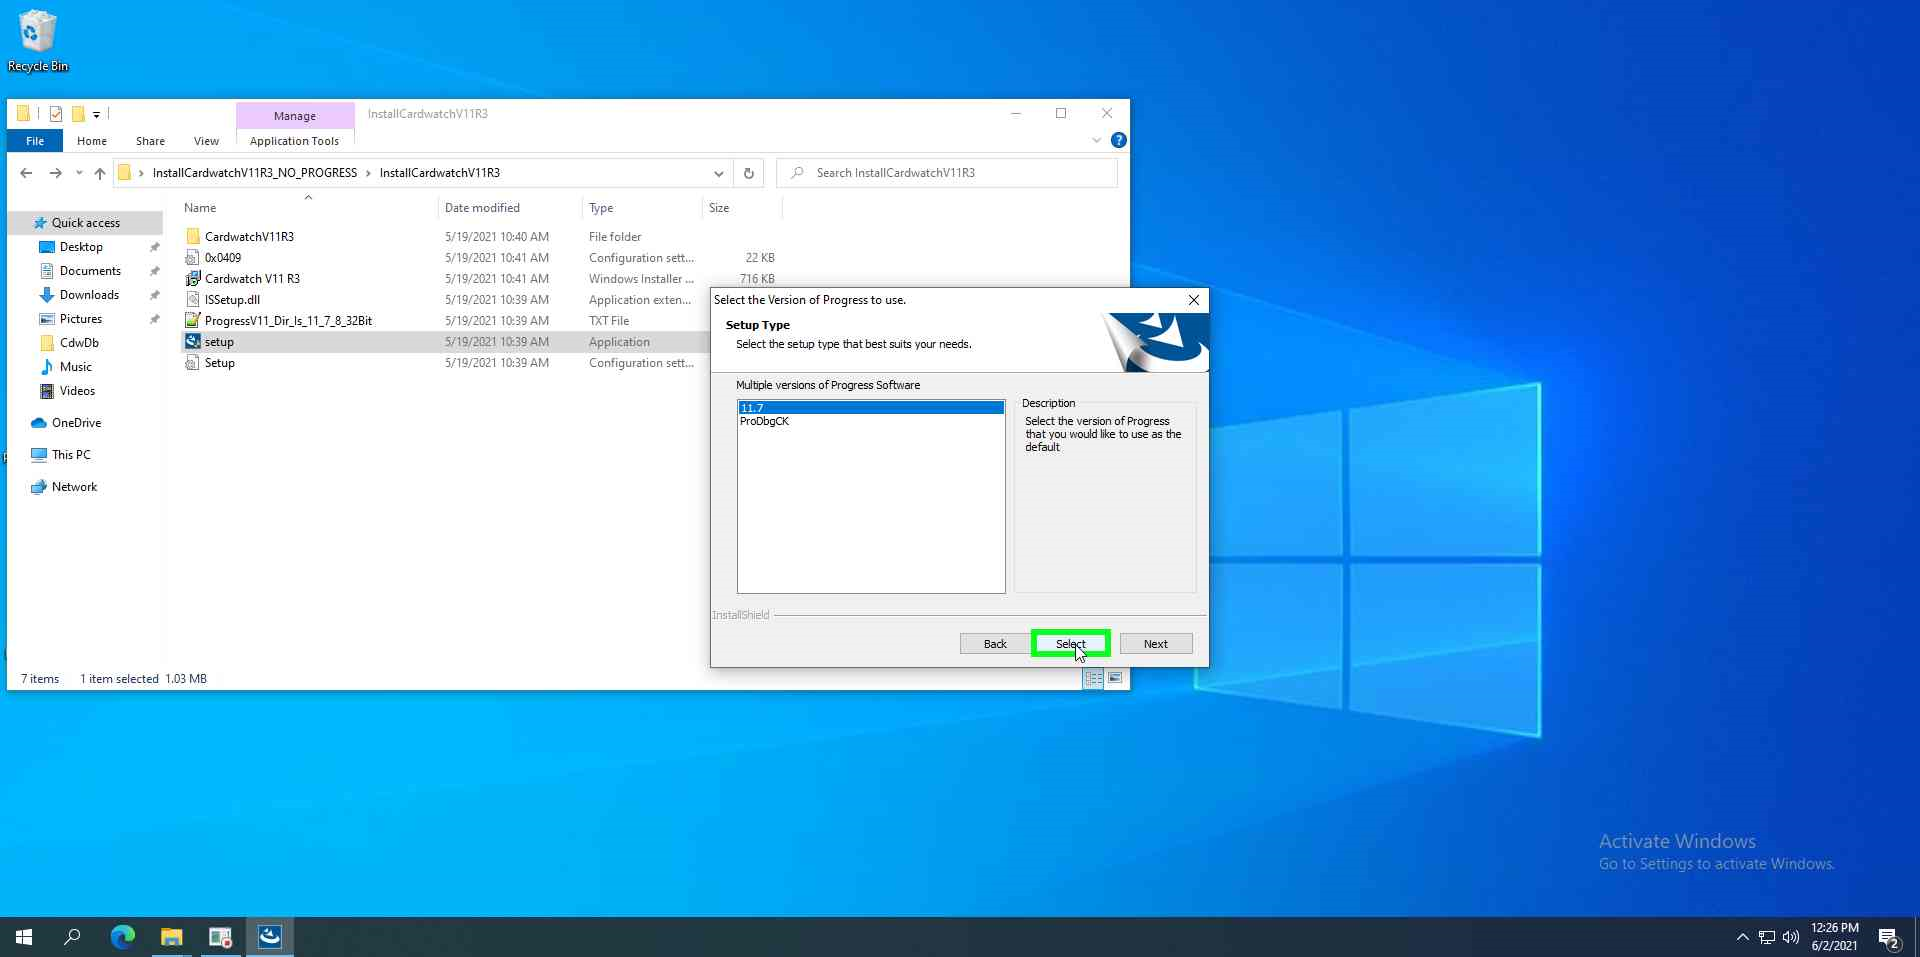 Recycle Bin
Manage
InstallCardwatchV11R3
File
Home
Share
View
Application Tools
InstallCardwatchV11R3_NO_PROGRESS
InstallCardwatchV11R3
Search InstallCardwatchV11R3
Name
Date modified
Type
Size
Quick access
Desktop
Documents
Downloads
Pictures
CdwDb
Music
Videos
OneDrive
This PC
Network
CardwatchV11R3 5/19/2021 10:40 AM File folder
0x0409 5/19/2021 10:41 AM Configuration sett... 22 KB
Cardwatch V11 R3 5/19/2021 10:41 AM Windows Installer ... 716 KB
ISSetup.dll 5/19/2021 10:39 AM Application exten...
ProgressV11_Dir_Is_11_7_8_32Bit 5/19/2021 10:39 AM TXT File
setup 5/19/2021 10:39 AM Application
Setup 5/19/2021 10:39 AM Configuration sett...
7 items 1 item selected 1.03 MB
Select the Version of Progress to use.
Setup Type
Select the setup type that best suits your needs.
Multiple versions of Progress Software
11.7
ProDbgCK
Description
Select the version of Progress
that you would like to use as the
default
InstallShield
Back
Select
Next
Activate Windows
Go to Settings to activate Windows.
12:26 PM
6/2/2021
2